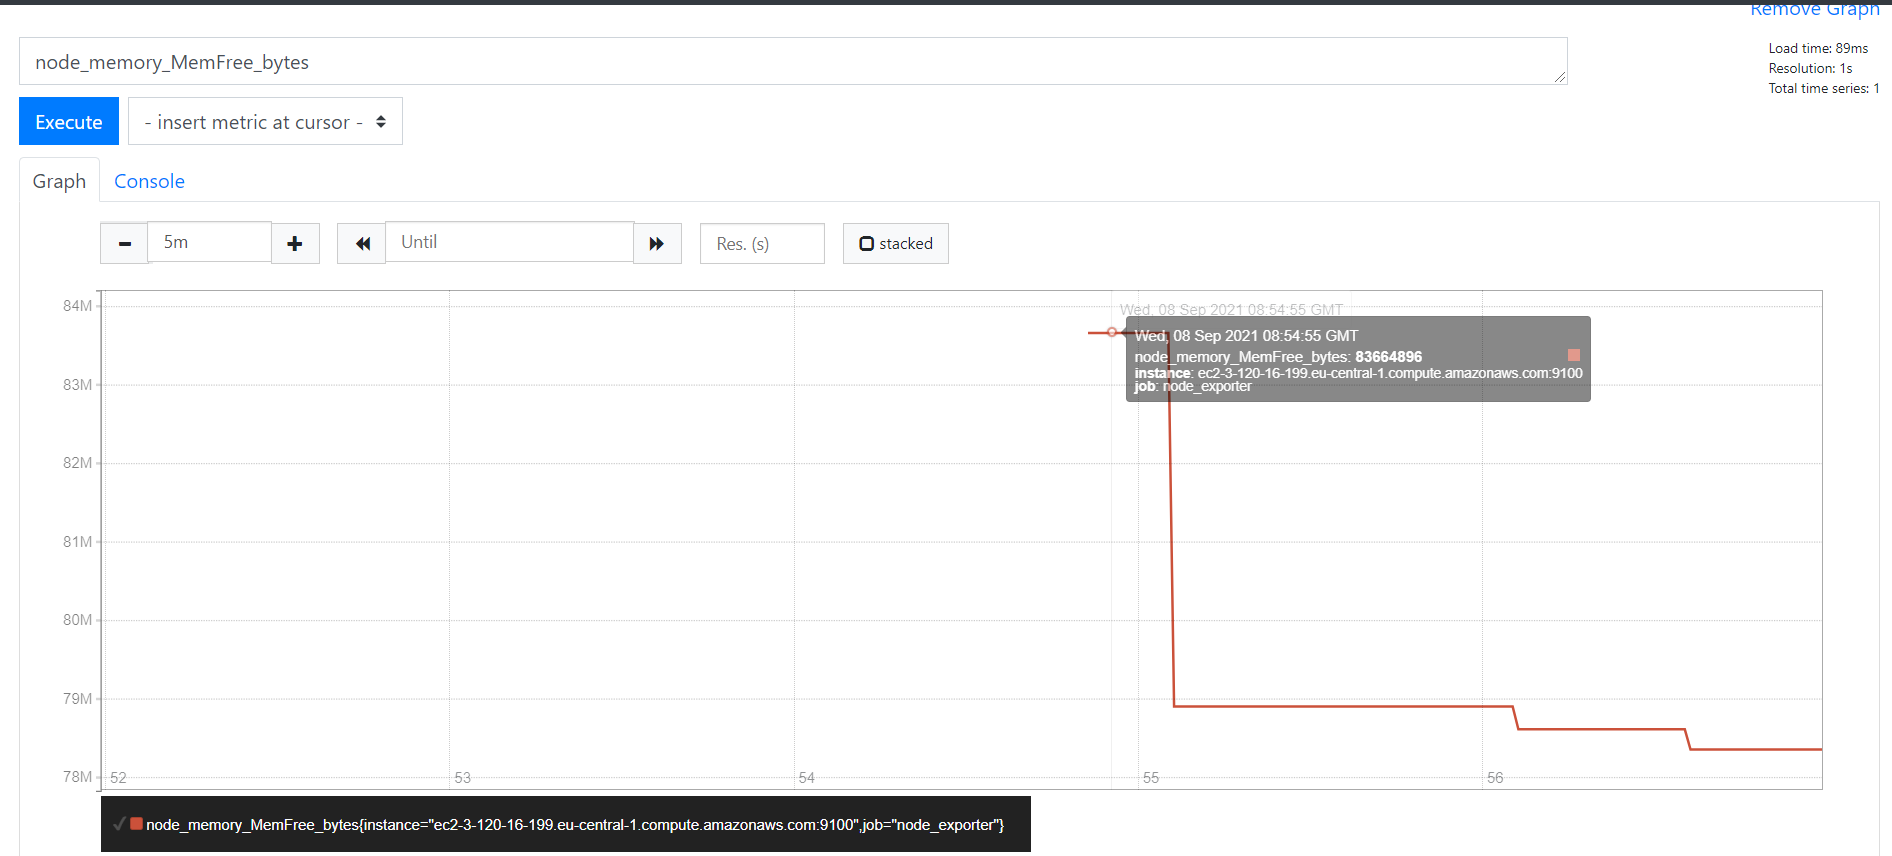 Remove Graph
node_memory_MemFree_bytes
Load time: 89ms
Resolution: 1s
Total time series: 1
Execute
- insert metric at cursor -
Graph
Console
5m
Until
Res. (s)
stacked
84M
83M
82M
81M
80M
79M
78M
Wed, 08 Sep 2021 08:54:55 GMT
Wed, 08 Sep 2021 08:54:55 GMT
node_memory_MemFree_bytes: 83664896
instance: ec2-3-120-16-199.eu-central-1.compute.amazonaws.com:9100
job: node_exporter
52
53
54
55
56
node_memory_MemFree_bytes{instance="ec2-3-120-16-199.eu-central-1.compute.amazonaws.com:9100",job="node_exporter"}